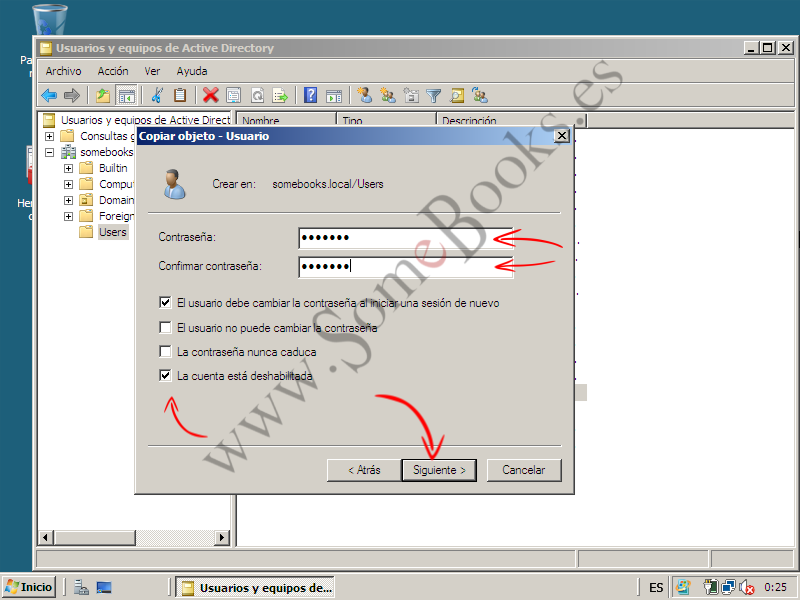 Usuarios y equipos de Active Directory
Archivo Acción Ver Ayuda
Usuarios y equipos de Active Direct
Nombre Tipo Descripción
Consultas g
somebooks
Builtin
Comput
Domain
Foreign
Users
Copiar objeto - Usuario
Crear en: somebooks.local/Users
Contraseña:
Confirmar contraseña:
El usuario debe cambiar la contraseña al iniciar una sesión de nuevo
El usuario no puede cambiar la contraseña
La contraseña nunca caduca
La cuenta está deshabilitada
< Atrás Siguiente > Cancelar
www.SomeBooks.es
Inicio Usuarios y equipos de... ES 0:25